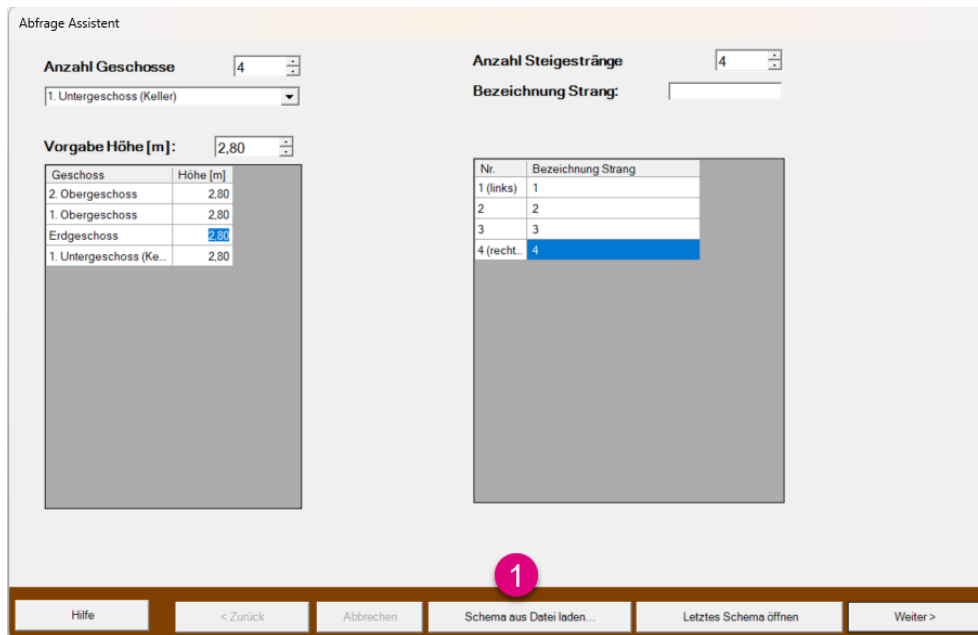 Abfrage Assistent
Anzahl Geschosse 4
1. Untergeschoss (Keller)
Vorgabe Höhe [m]: 2,80
Geschoss Höhe [m]
2. Obergeschoss 2,80
1. Obergeschoss 2,80
Erdgeschoss 2,80
1. Untergeschoss (Ke... 2,80
Anzahl Steigestränge 4
Bezeichnung Strang:
Nr. Bezeichnung Strang
1 (links) 1
2 2
3 3
4 (recht... 4
1
Hilfe < Zurück Abbrechen Schema aus Datei laden... Letztes Schema öffnen Weiter >